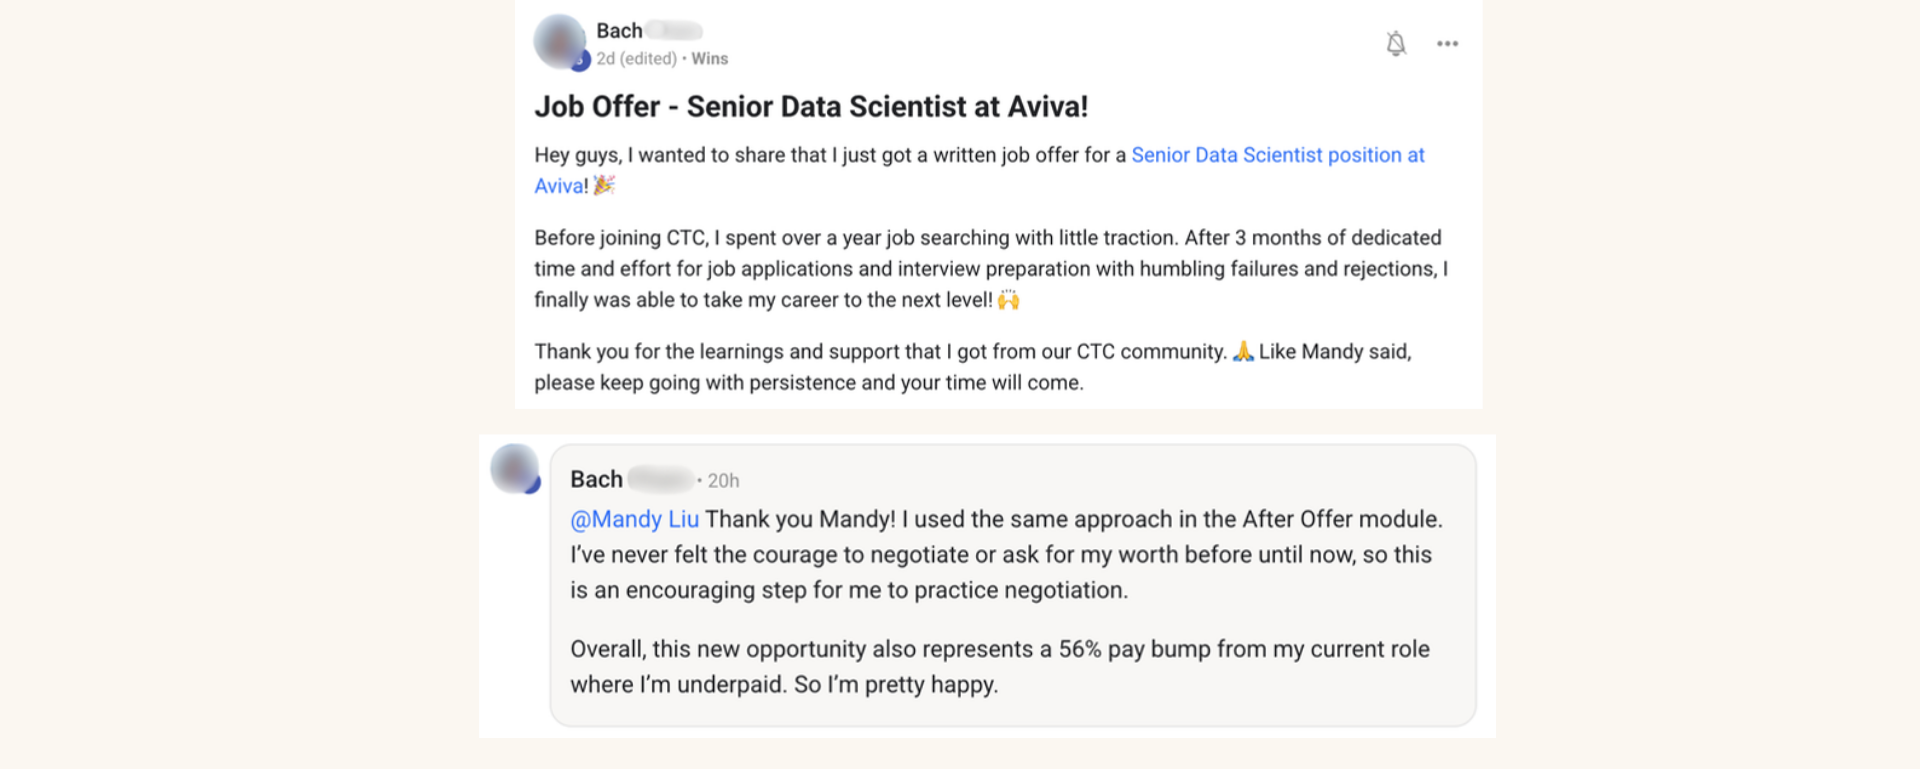 Bach
2d (edited) • Wins
Job Offer - Senior Data Scientist at Aviva!
Hey guys, I wanted to share that I just got a written job offer for a Senior Data Scientist position at
Aviva! 🎉
Before joining CTC, I spent over a year job searching with little traction. After 3 months of dedicated
time and effort for job applications and interview preparation with humbling failures and rejections, I
finally was able to take my career to the next level! 🙌
Thank you for the learnings and support that I got from our CTC community. 🙏 Like Mandy said,
please keep going with persistence and your time will come.
Bach • 20h
@Mandy Liu Thank you Mandy! I used the same approach in the After Offer module.
I’ve never felt the courage to negotiate or ask for my worth before until now, so this
is an encouraging step for me to practice negotiation.
Overall, this new opportunity also represents a 56% pay bump from my current role
where I’m underpaid. So I’m pretty happy.